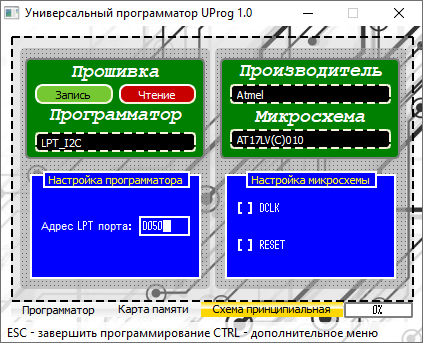 Универсальный программатор UProg 1.0
Прошивка
Запись Чтение
Программатор
LPT_I2C
Производитель
Atmel
Микросхема
AT17LV(C)010
Настройка программатора
Адрес LPT порта: D050
Настройка микросхемы
[ ] DCLK
[ ] RESET
Программатор Карта памяти Схема принципиальная 0%
ESC - завершить программирование CTRL - дополнительное меню